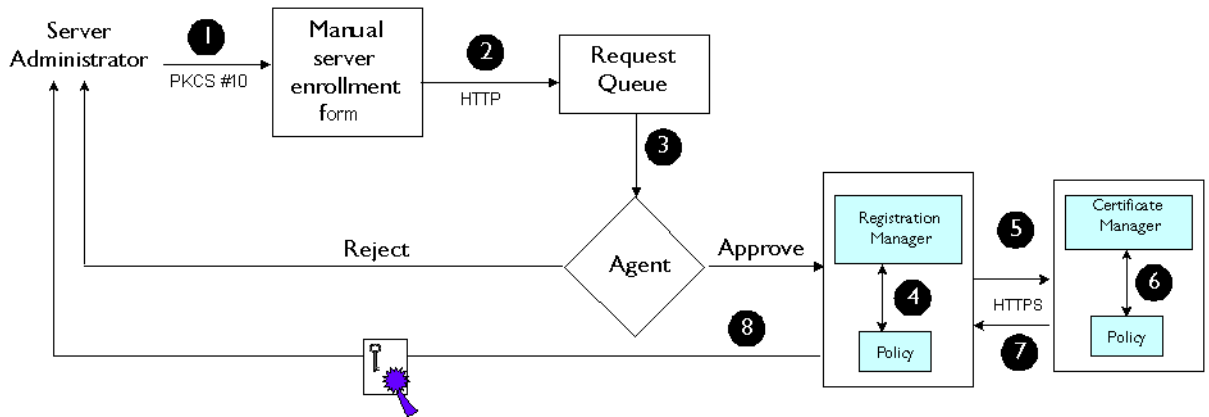 Server
Administrator
1
PKCS #10
Manual
server
enrollment
form
2
HTTP
Request
Queue
3
Reject
Agent
Approve
Registration
Manager
4
Policy
5
HTTPS
7
Certificate
Manager
6
Policy
8